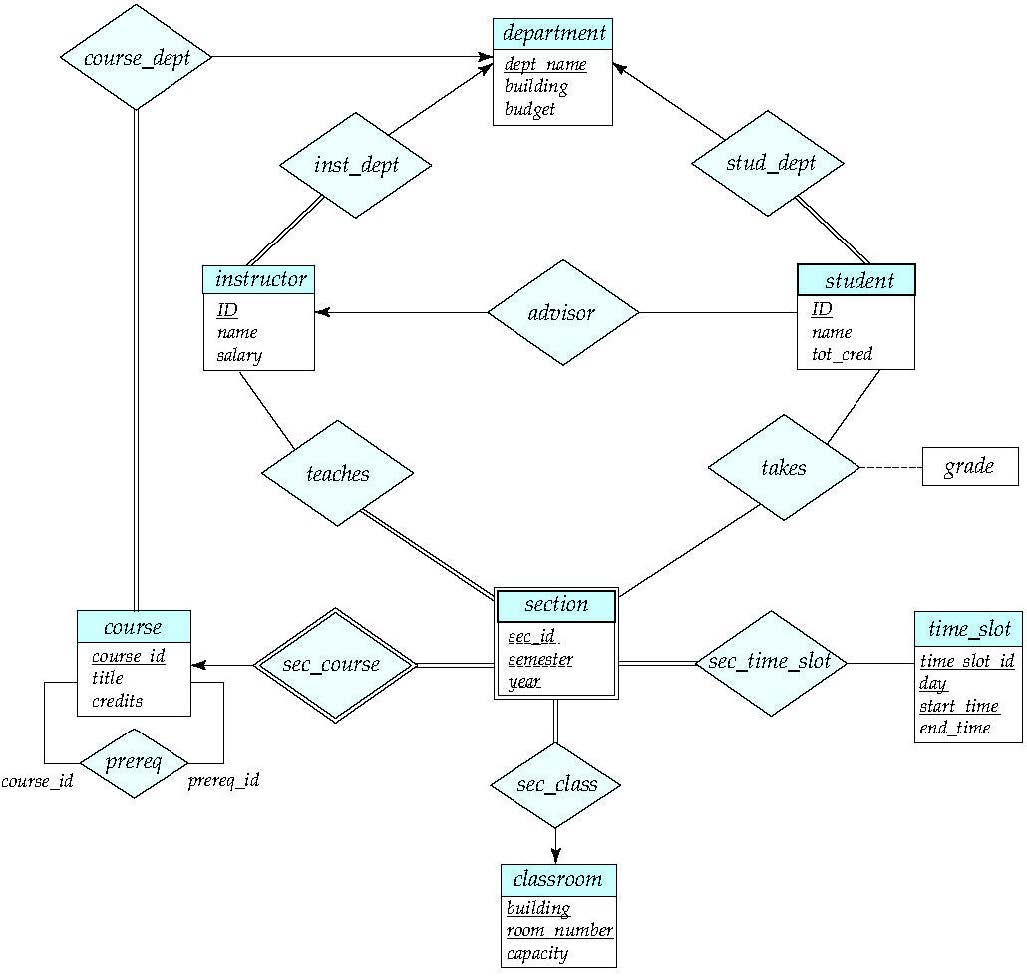 department
course_dept
dept_name
building
budget
inst_dept
stud_dept
instructor
ID
name
salary
advisor
student
ID
name
tot_cred
teaches
takes
grade
section
sec_id
semester
year
course
course_id
title
credits
sec_course
sec_time_slot
time_slot
time_slot_id
day
start_time
end_time
prereq
course_id
prereq_id
sec_class
classroom
building
room_number
capacity